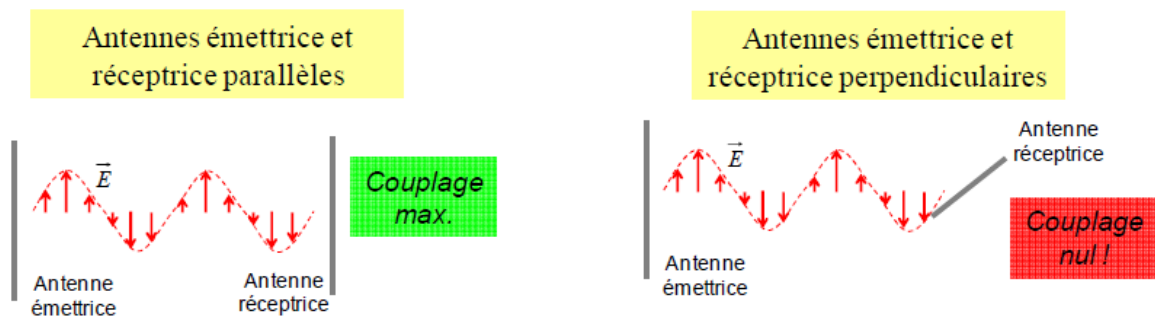 Antennes émettrice et
réceptrice parallèles
E
Couplage
max.
Antenne
émettrice
Antenne
réceptrice
Antennes émettrice et
réceptrice perpendiculaires
E
Antenne
réceptrice
Couplage
nul !
Antenne
émettrice